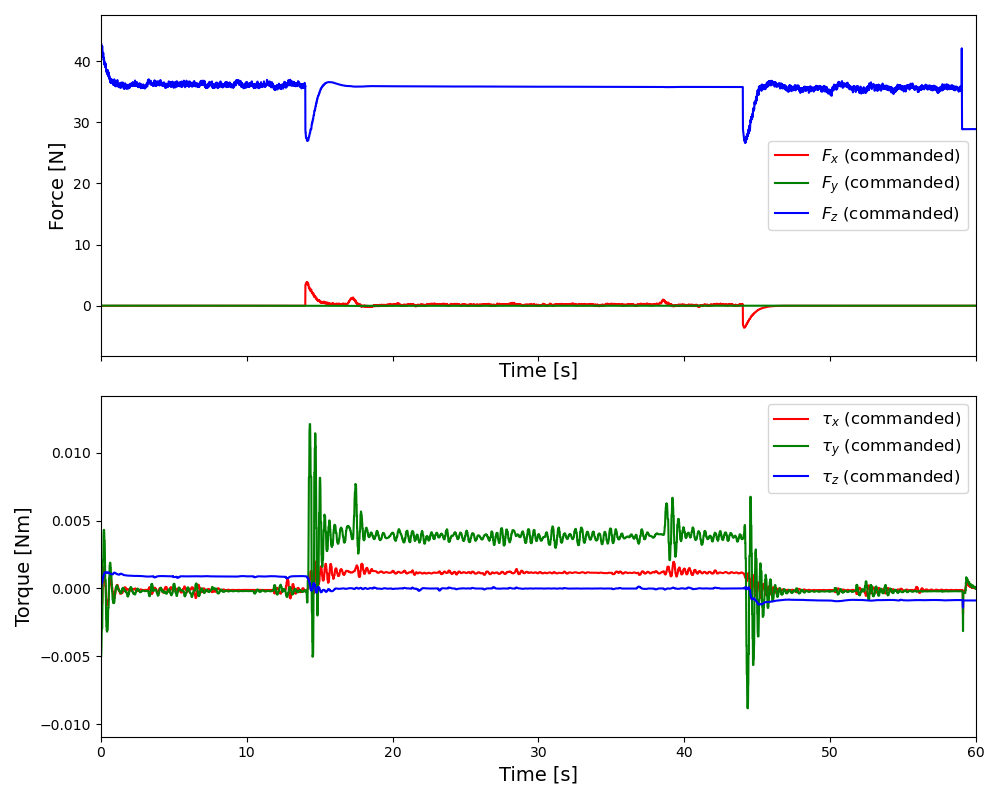 Force [N]
40
30
20
10
0
F_x (commanded)
F_y (commanded)
F_z (commanded)
Time [s]
Torque [Nm]
0.010
0.005
0.000
−0.005
−0.010
τ_x (commanded)
τ_y (commanded)
τ_z (commanded)
0 10 20 30 40 50 60
Time [s]